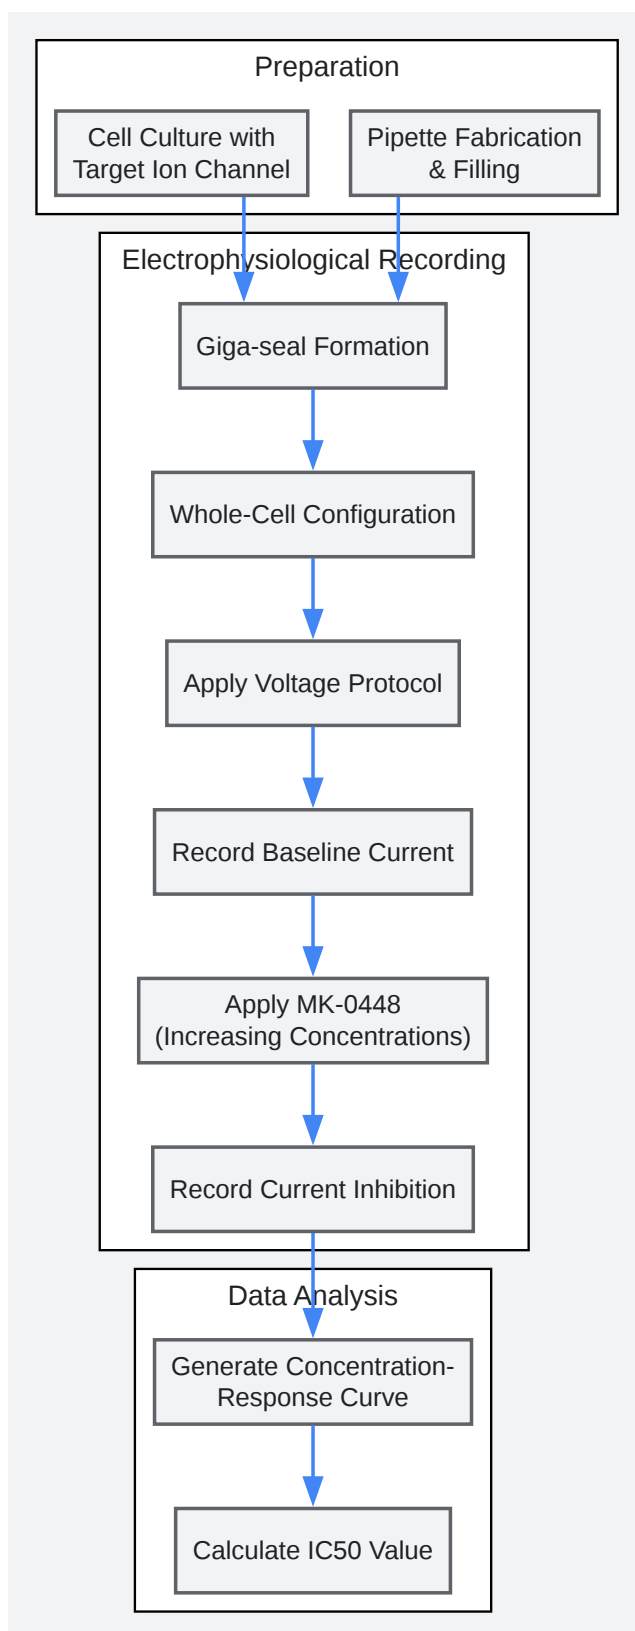 Preparation
Cell Culture with
Target Ion Channel
Pipette Fabrication
& Filling
Electrophysiological Recording
Giga-seal Formation
Whole-Cell Configuration
Apply Voltage Protocol
Record Baseline Current
Apply MK-0448
(Increasing Concentrations)
Record Current Inhibition
Data Analysis
Generate Concentration-
Response Curve
Calculate IC50 Value